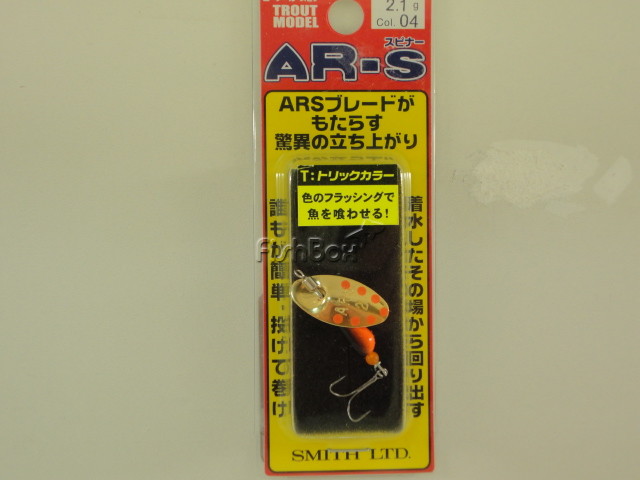 TROUT
MODEL
2.1g
Col. 04
スピナー
AR-S
ARSブレードが
もたらす
驚異の立ち上がり
T:トリックカラー
色のフラッシングで
魚を喰わせる!
着水したその場から回り出す
誰もが簡単、投げて巻け
FishBox
AR
2
SMITH LTD.